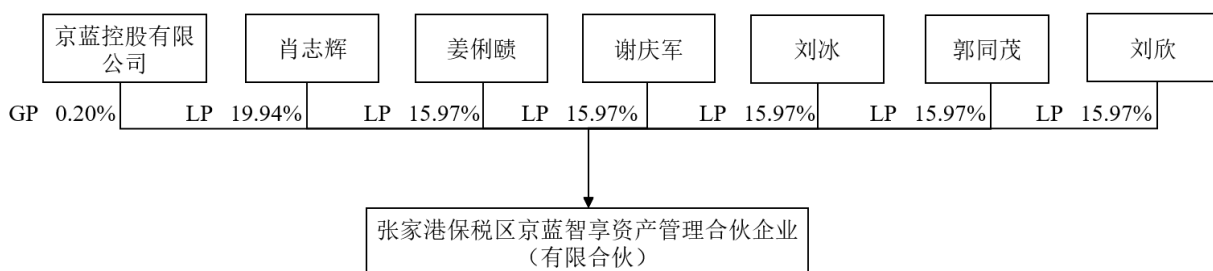 京蓝控股有限
公司
肖志辉
姜俐赜
谢庆军
刘冰
郭同茂
刘欣
GP 0.20% LP 19.94% LP 15.97% LP 15.97% LP 15.97% LP 15.97% LP 15.97%
张家港保税区京蓝智享资产管理合伙企业
（有限合伙）